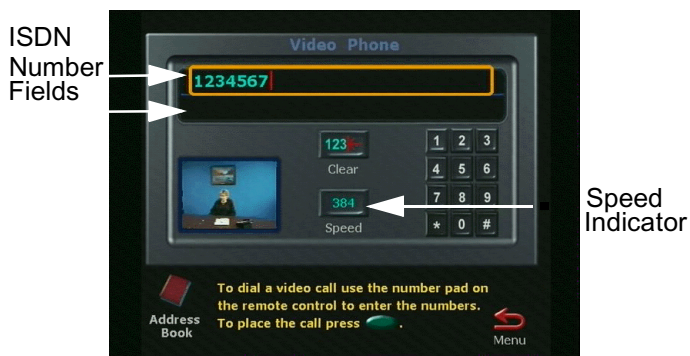 ISDN
Number
Fields
Video Phone
1234567
123
Clear
384
Speed
1 2 3
4 5 6
7 8 9
* 0 #
Speed
Indicator
To dial a video call use the number pad on
the remote control to enter the numbers.
To place the call press .
Address
Book
Menu